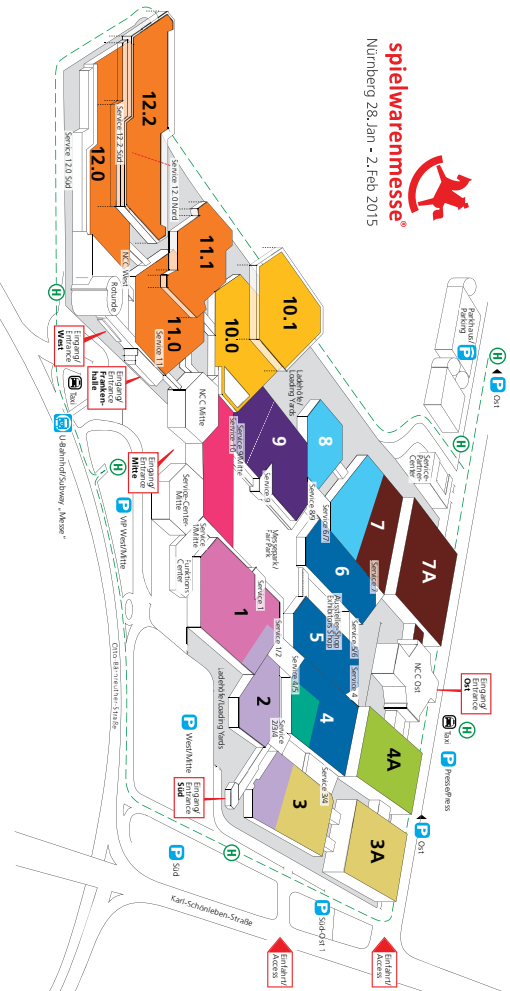 spielwarenmesse®
Nürnberg 28.Jan - 2.Feb 2015
12.2
12.0
Service 12.2 Süd
Service 12.0 Nord
Service 12.0 Süd
11.1
11.0
Service 11
10.1
10.0
NCC West
Rotunde
H
Eingang/
Entrance
West
Eingang/
Entrance
Franken-
halle
Taxi
U-Bahnhof/Subway „Messe“
NCC Mitte
Eingang/
Entrance
Mitte
H
P VIP West/Mitte
Service-Center-
Mitte
Service
1/Mitte
Funktions
Center
Service 10
Service 9/Mitte
9
Service 9
Ladehöfe/
Loading Yards
8
Service 8/9
Messepark/
Fair Park
Parkhaus/
Parking
P
H
P Ost
H
Service-
Partner-
Center
7
7A
Service 7
Service 6/7
6
Aussteller-Shop
Exhibitors Shop
5
Service 5/6
Service 4
Service 4/5
4
4A
NCC Ost
Eingang/
Entrance
Ost
Taxi
H
P Presse/Press
P Ost
1
Service 1
Service 1/2
2
Service
2/3/4
Ladehöfe/Loading Yards
3
Service 3/4
3A
P West/Mitte
Eingang/
Entrance
Süd
H
P Süd
Otto-Bärnreuther-Straße
Karl-Schönleben-Straße
P Süd-Ost 1
Einfahrt/
Access
Einfahrt/
Access